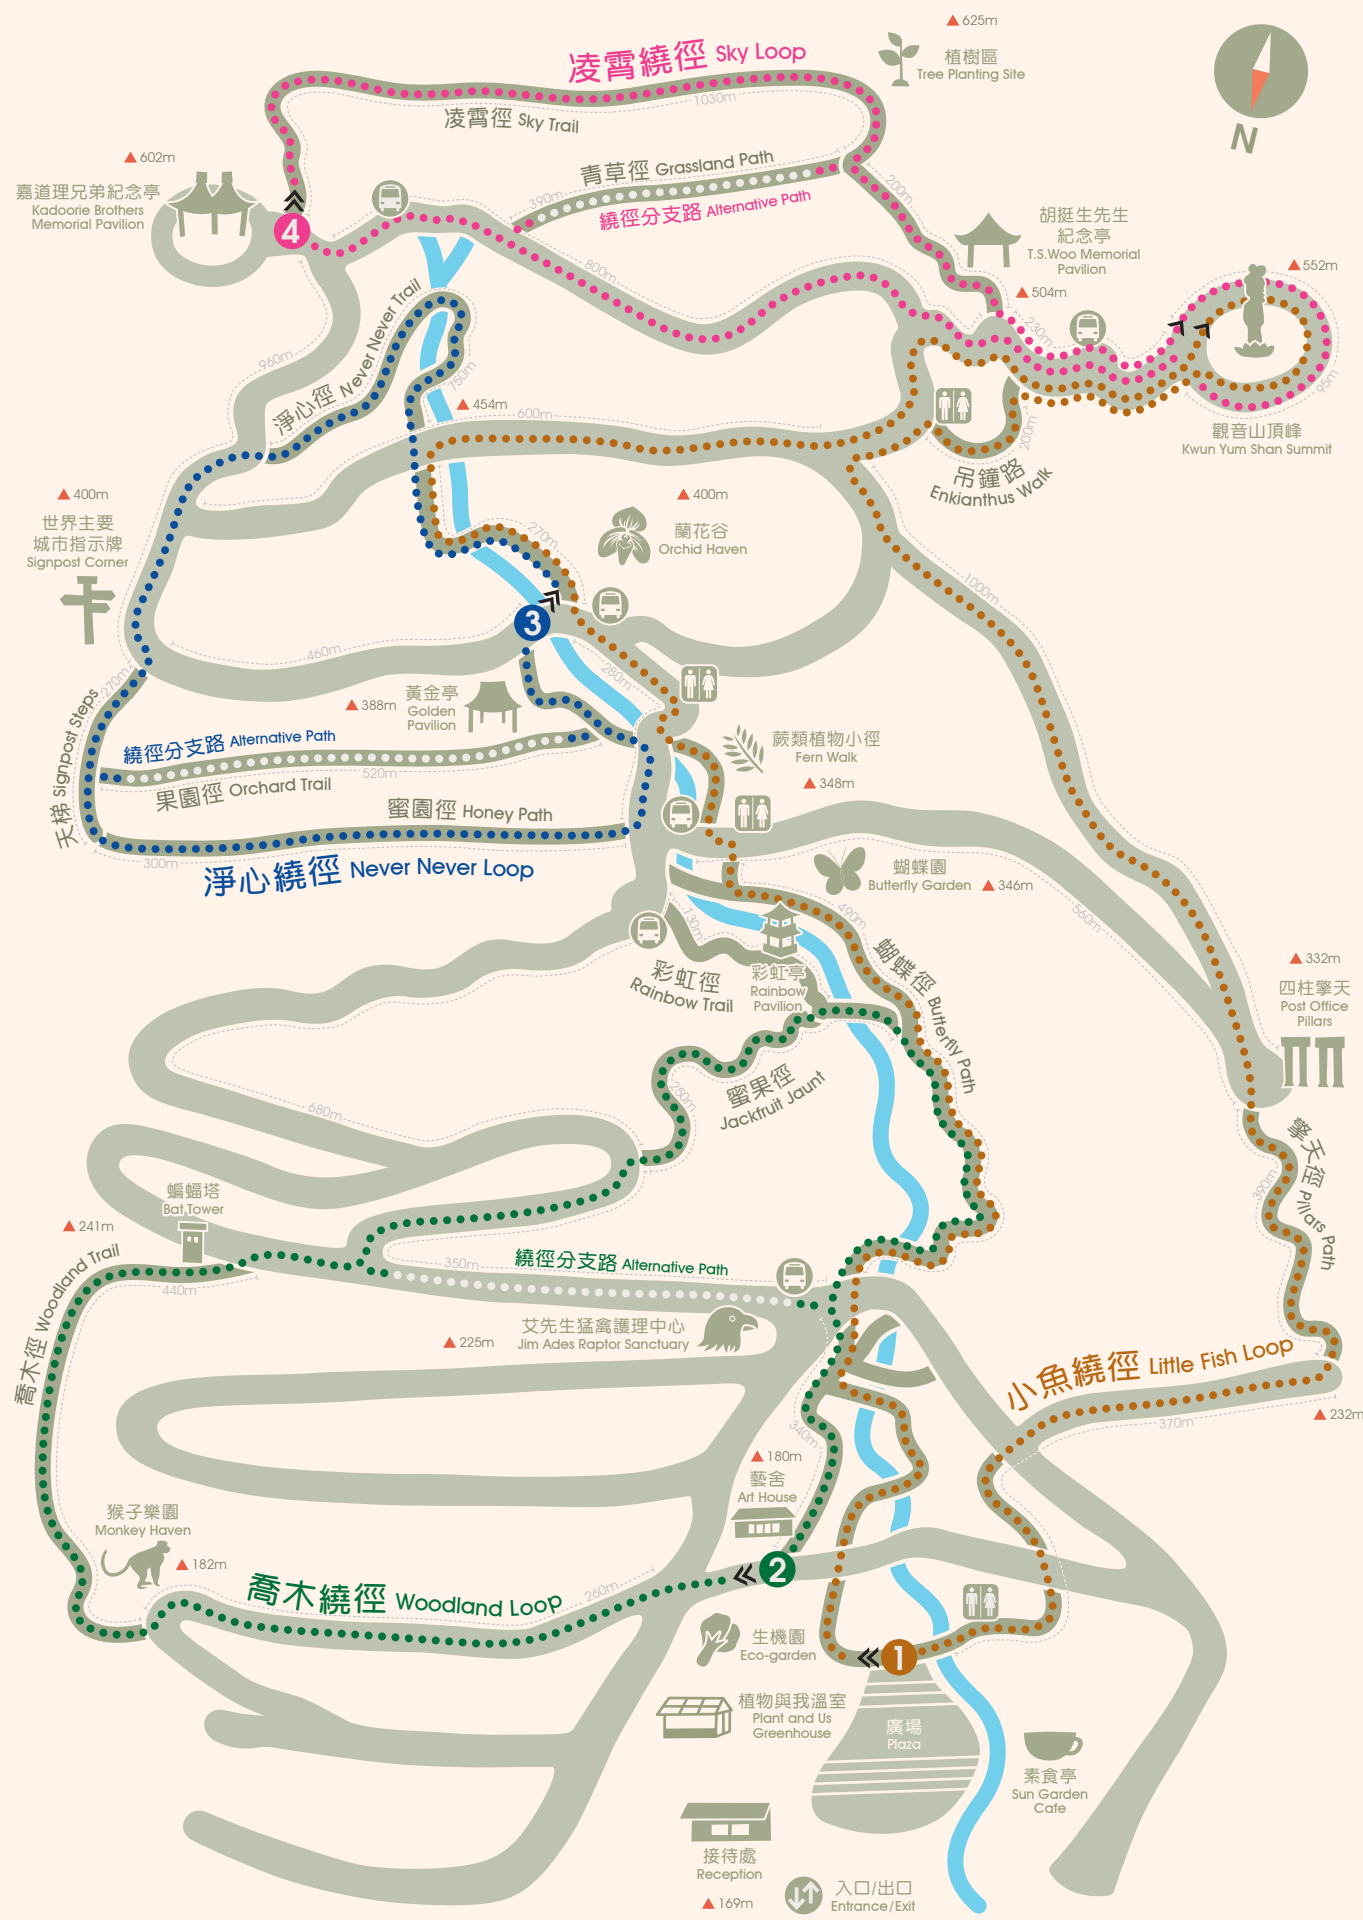 625m
植樹區
Tree Planting Site
N
凌霄繞徑 Sky Loop
1030m
凌霄徑 Sky Trail
602m
嘉道理兄弟紀念亭
Kadoorie Brothers
Memorial Pavilion
4
青草徑 Grassland Path
390m
繞徑分支路 Alternative Path
200m
胡挺生先生
紀念亭
T.S.Woo Memorial
Pavilion
504m
552m
800m
230m
95m
觀音山頂峰
Kwun Yum Shan Summit
960m
淨心徑 Never Never Trail
750m
454m
600m
200m
吊鐘路
Enkianthus Walk
400m
世界主要
城市指示牌
Signpost Corner
400m
蘭花谷
Orchid Haven
270m
1000m
3
460m
280m
270m
天梯 Signpost Steps
388m
黃金亭
Golden
Pavilion
繞徑分支路 Alternative Path
520m
果園徑 Orchard Trail
蜜園徑 Honey Path
300m
淨心繞徑 Never Never Loop
蕨類植物小徑
Fern Walk
348m
蝴蝶園
Butterfly Garden
346m
560m
490m
130m
彩虹徑
Rainbow Trail
彩虹亭
Rainbow
Pavilion
蝴蝶徑 Butterfly Path
332m
四柱擎天
Post Office
Pillars
蜜果徑
Jackfruit Jaunt
250m
680m
擎天徑 Pillars Path
390m
蝙蝠塔
Bat Tower
241m
喬木徑 Woodland Trail
440m
350m
繞徑分支路 Alternative Path
艾先生猛禽護理中心
Jim Ades Raptor Sanctuary
225m
小魚繞徑 Little Fish Loop
370m
232m
340m
180m
藝舍
Art House
猴子樂園
Monkey Haven
182m
喬木繞徑 Woodland Loop
260m
2
生機園
Eco-garden
1
植物與我溫室
Plant and Us
Greenhouse
廣場
Plaza
素食亭
Sun Garden
Cafe
接待處
Reception
169m
入口/出口
Entrance/Exit